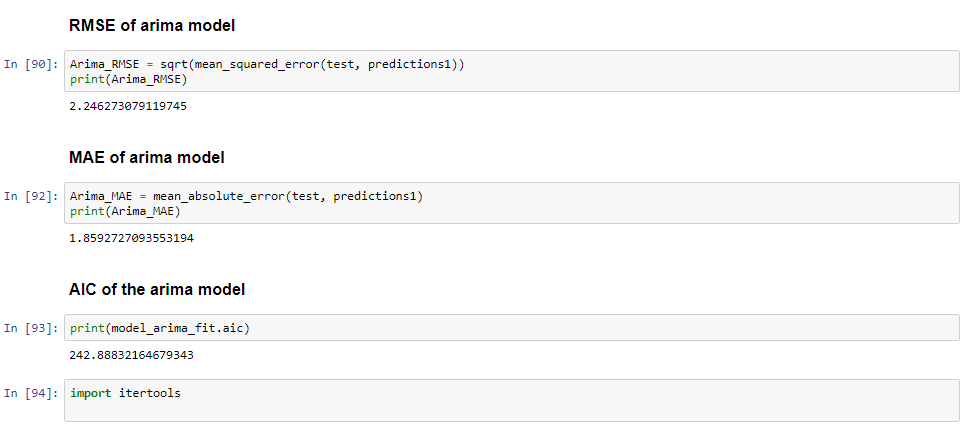 RMSE of arima model
In [90]: Arima_RMSE = sqrt(mean_squared_error(test, predictions1))
print(Arima_RMSE)
2.246273079119745
MAE of arima model
In [92]: Arima_MAE = mean_absolute_error(test, predictions1)
print(Arima_MAE)
1.8592727093553194
AIC of the arima model
In [93]: print(model_arima_fit.aic)
242.88832164679343
In [94]: import itertools